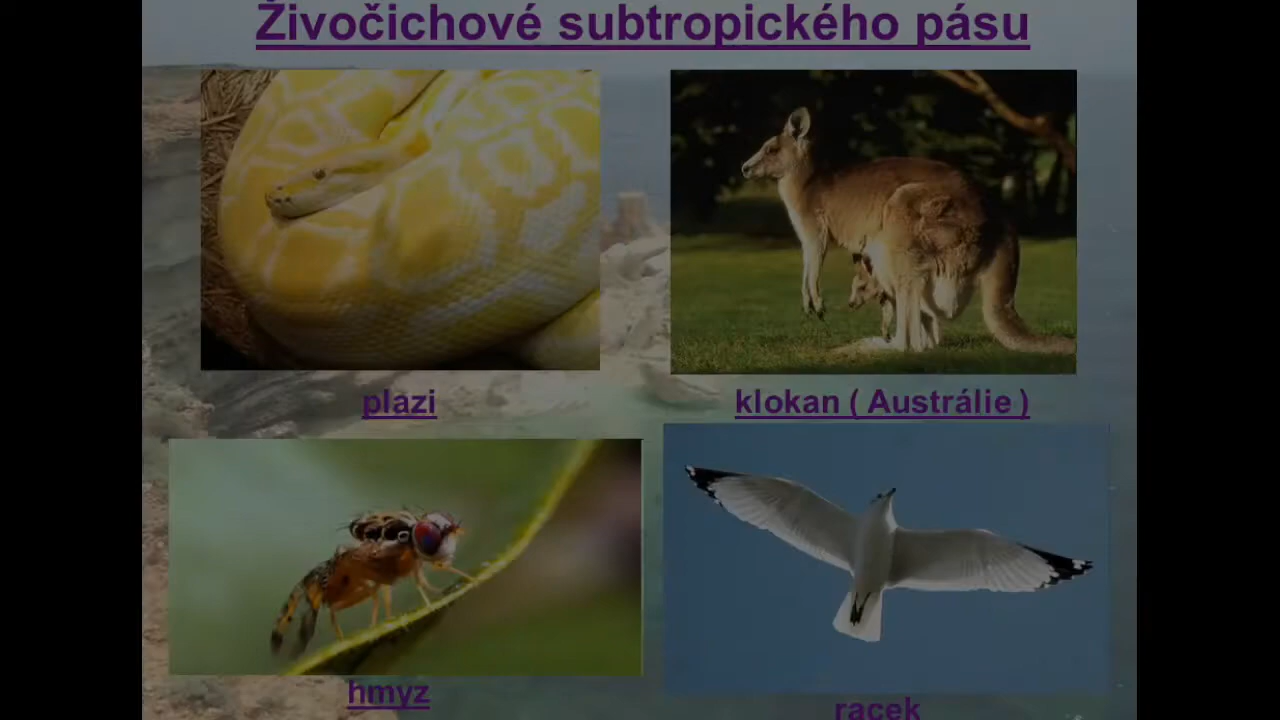 Živočichové subtropického pásu
plazi
klokan ( Austrálie )
hmyz
racek